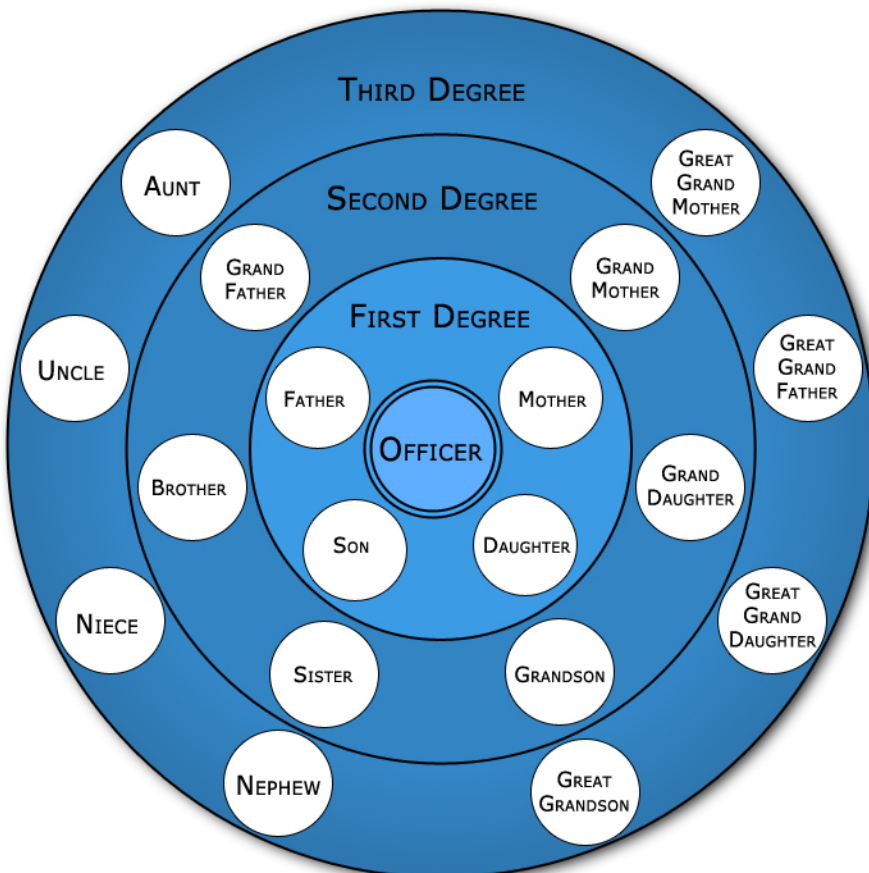 Third Degree
Aunt
Great
Grand
Mother
Second Degree
Grand
Father
Grand
Mother
First Degree
Uncle
Great
Grand
Father
Father
Mother
Officer
Brother
Grand
Daughter
Son
Daughter
Niece
Great
Grand
Daughter
Sister
Grandson
Nephew
Great
Grandson